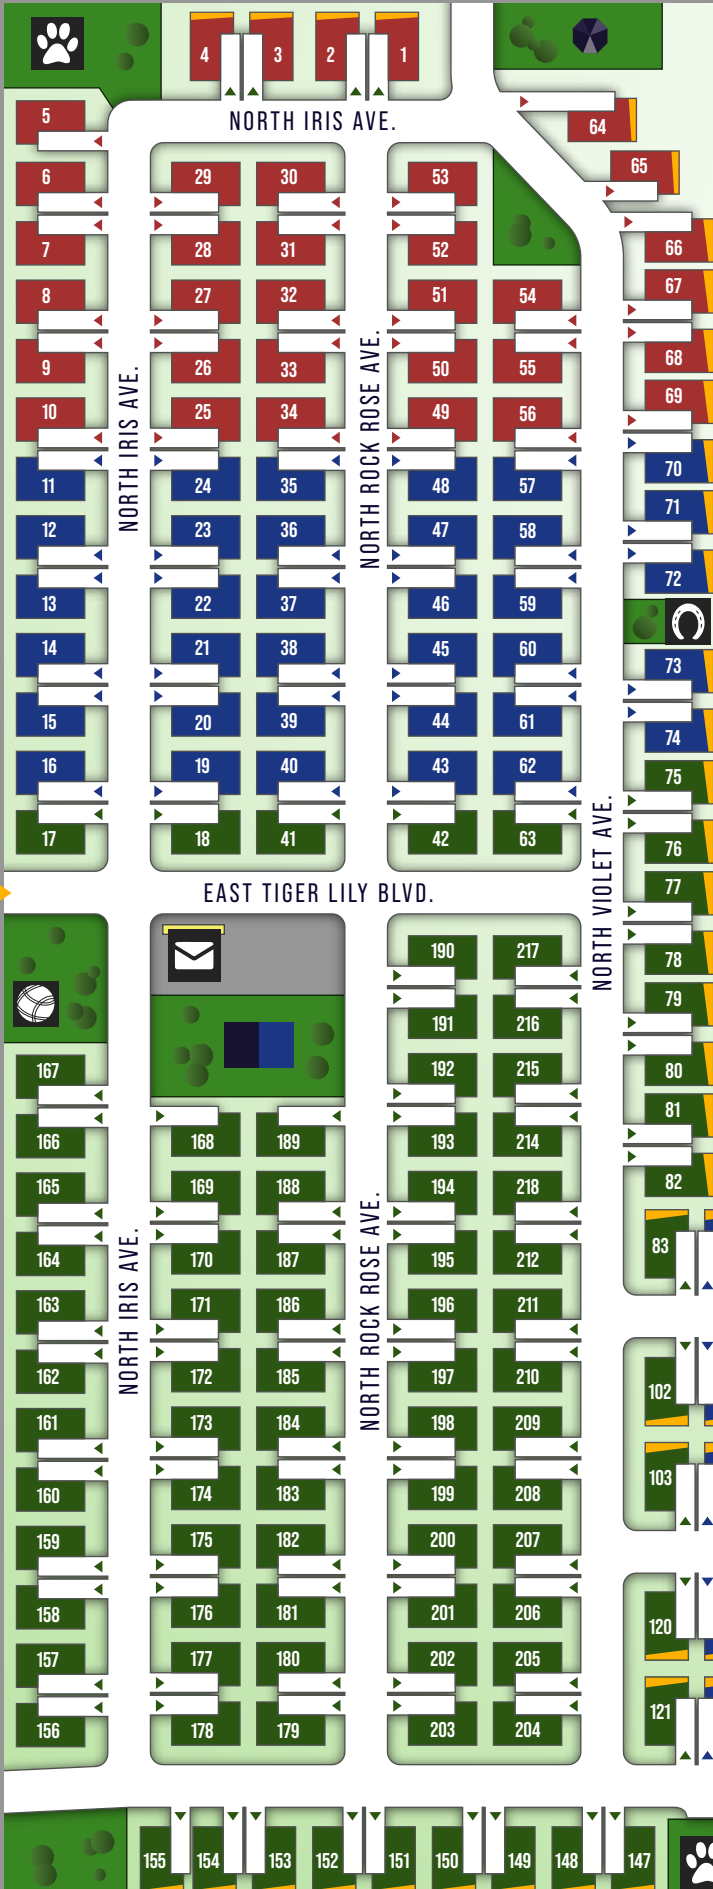 4 3 2 1
NORTH IRIS AVE.
5
64
65
6 29 30 53
7 28 31 52
66
8 27 32 51 54
67
9 26 33 50 55
68
10 25 34 49 56
69
NORTH IRIS AVE.
NORTH ROCK ROSE AVE.
11 24 35 48 57
70
12 23 36 47 58
71
13 22 37 46 59
72
14 21 38 45 60
73
15 20 39 44 61
74
16 19 40 43 62
75
17 18 41 42 63
76
EAST TIGER LILY BLVD.
NORTH VIOLET AVE.
77
190 217
78
191 216
79
167 192 215
80
166 168 189 193 214
81
165 169 188 194 218
82
164 170 187 195 212
83
NORTH IRIS AVE.
NORTH ROCK ROSE AVE.
163 171 186 196 211
162 172 185 197 210
102
161 173 184 198 209
103
160 174 183 199 208
159 175 182 200 207
158 176 181 201 206
120
157 177 180 202 205
121
156 178 179 203 204
155 154 153 152 151 150 149 148 147